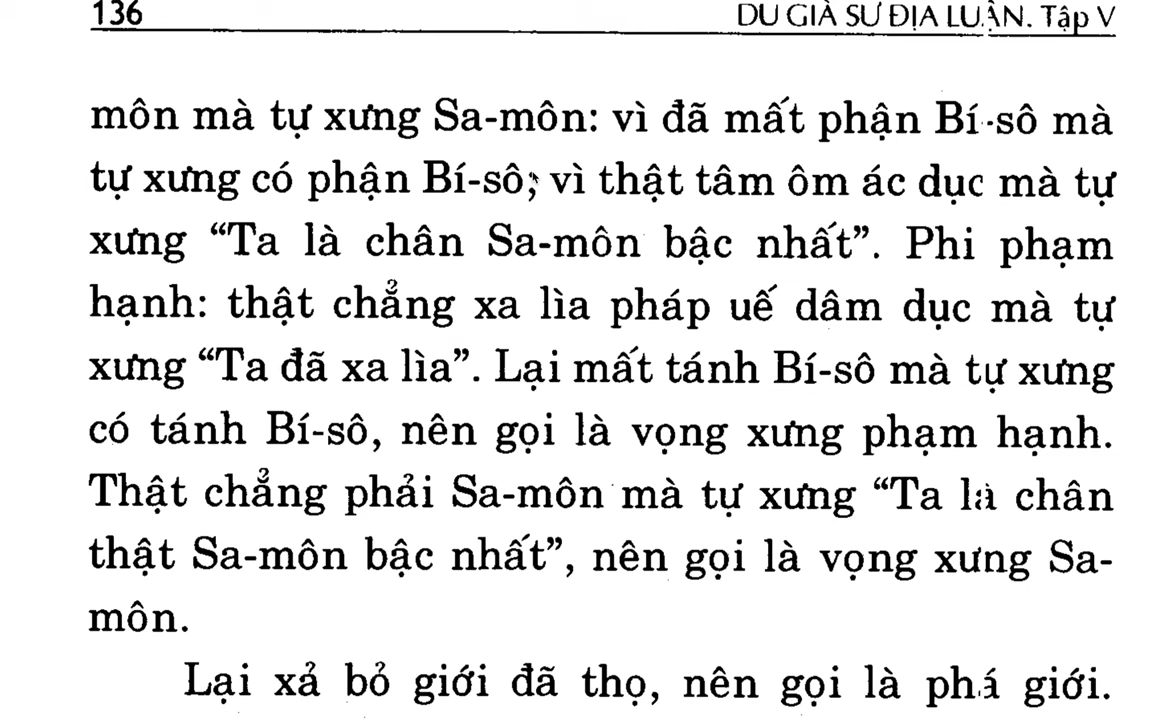 136
DU GIÀ SƯ ĐỊA LUẬN. Tập V
môn mà tự xưng Sa-môn: vì đã mất phận Bí-sô mà
tự xưng có phận Bí-sô; vì thật tâm ôm ác dục mà tự
xưng “Ta là chân Sa-môn bậc nhất”. Phi phạm
hạnh: thật chẳng xa lìa pháp uế dâm dục mà tự
xưng “Ta đã xa lìa”. Lại mất tánh Bí-sô mà tự xưng
có tánh Bí-sô, nên gọi là vọng xưng phạm hạnh.
Thật chẳng phải Sa-môn mà tự xưng “Ta là chân
thật Sa-môn bậc nhất”, nên gọi là vọng xưng Sa-
môn.
Lại xả bỏ giới đã thọ, nên gọi là phá giới.